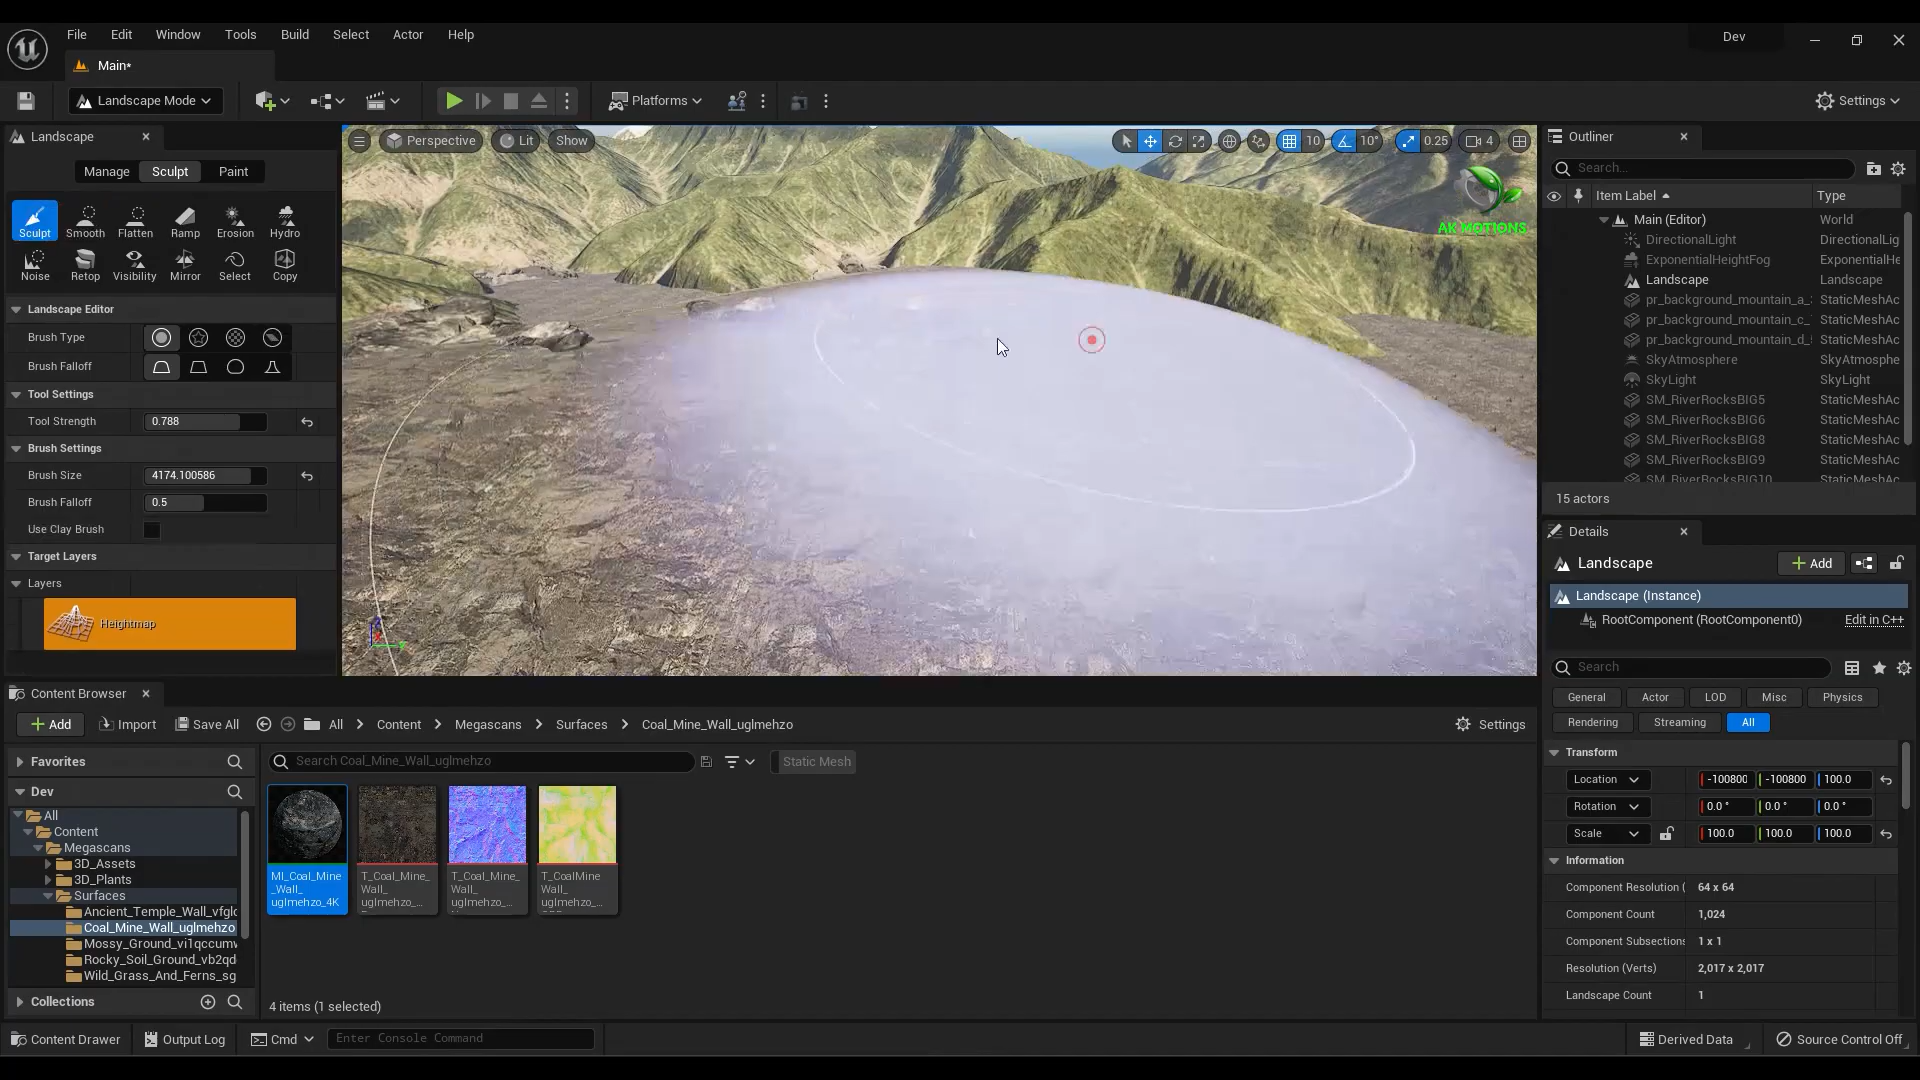 File Edit Window Tools Build Select Actor Help
Dev
Main*
Landscape Mode
Platforms
Settings
Landscape
Manage Sculpt Paint
Sculpt Smooth Flatten Ramp Erosion Hydro
Noise Retop Visibility Mirror Select Copy
Landscape Editor
Brush Type
Brush Falloff
Tool Settings
Tool Strength 0.788
Brush Settings
Brush Size 4174.100586
Brush Falloff 0.5
Use Clay Brush
Target Layers
Layers
Heightmap
Perspective Lit Show
10 10° 0.25 4
AK MOTIONS
Outliner
Search...
Item Label Type
Main (Editor) World
DirectionalLight DirectionalLig
ExponentialHeightFog ExponentialHe
Landscape Landscape
pr_background_mountain_a_ StaticMeshAc
pr_background_mountain_c_ StaticMeshAc
pr_background_mountain_d_ StaticMeshAc
SkyAtmosphere SkyAtmosphe
SkyLight SkyLight
SM_RiverRocksBIG5 StaticMeshAc
SM_RiverRocksBIG6 StaticMeshAc
SM_RiverRocksBIG8 StaticMeshAc
SM_RiverRocksBIG9 StaticMeshAc
SM_RiverRocksBIG10 StaticMeshAc
15 actors
Details
Landscape
Add
Landscape (Instance)
RootComponent (RootComponent0) Edit in C++
Search
General Actor LOD Misc Physics
Rendering Streaming All
Transform
Location -100800 -100800 100.0
Rotation 0.0 ° 0.0 ° 0.0 °
Scale 100.0 100.0 100.0
Information
Component Resolution ( 64 x 64
Component Count 1,024
Component Subsections 1 x 1
Resolution (Verts) 2,017 x 2,017
Landscape Count 1
Content Browser
Add Import Save All All Content Megascans Surfaces Coal_Mine_Wall_uglmehzo Settings
Favorites
Search Coal_Mine_Wall_uglmehzo
Static Mesh
Dev
All
Content
Megascans
3D_Assets
3D_Plants
Surfaces
Ancient_Temple_Wall_vfglc
Coal_Mine_Wall_uglmehzo
Mossy_Ground_vi1qccumv
Rocky_Soil_Ground_vb2qd
Wild_Grass_And_Ferns_sg
Collections
MI_Coal_Mine
_Wall_
uglmehzo_4K
T_Coal_Mine_
Wall_
uglmehzo_...
T_Coal_Mine_
Wall_
uglmehzo_...
T_CoalMine
Wall_
uglmehzo_...
4 items (1 selected)
Content Drawer Output Log Cmd Enter Console Command
Derived Data Source Control Off